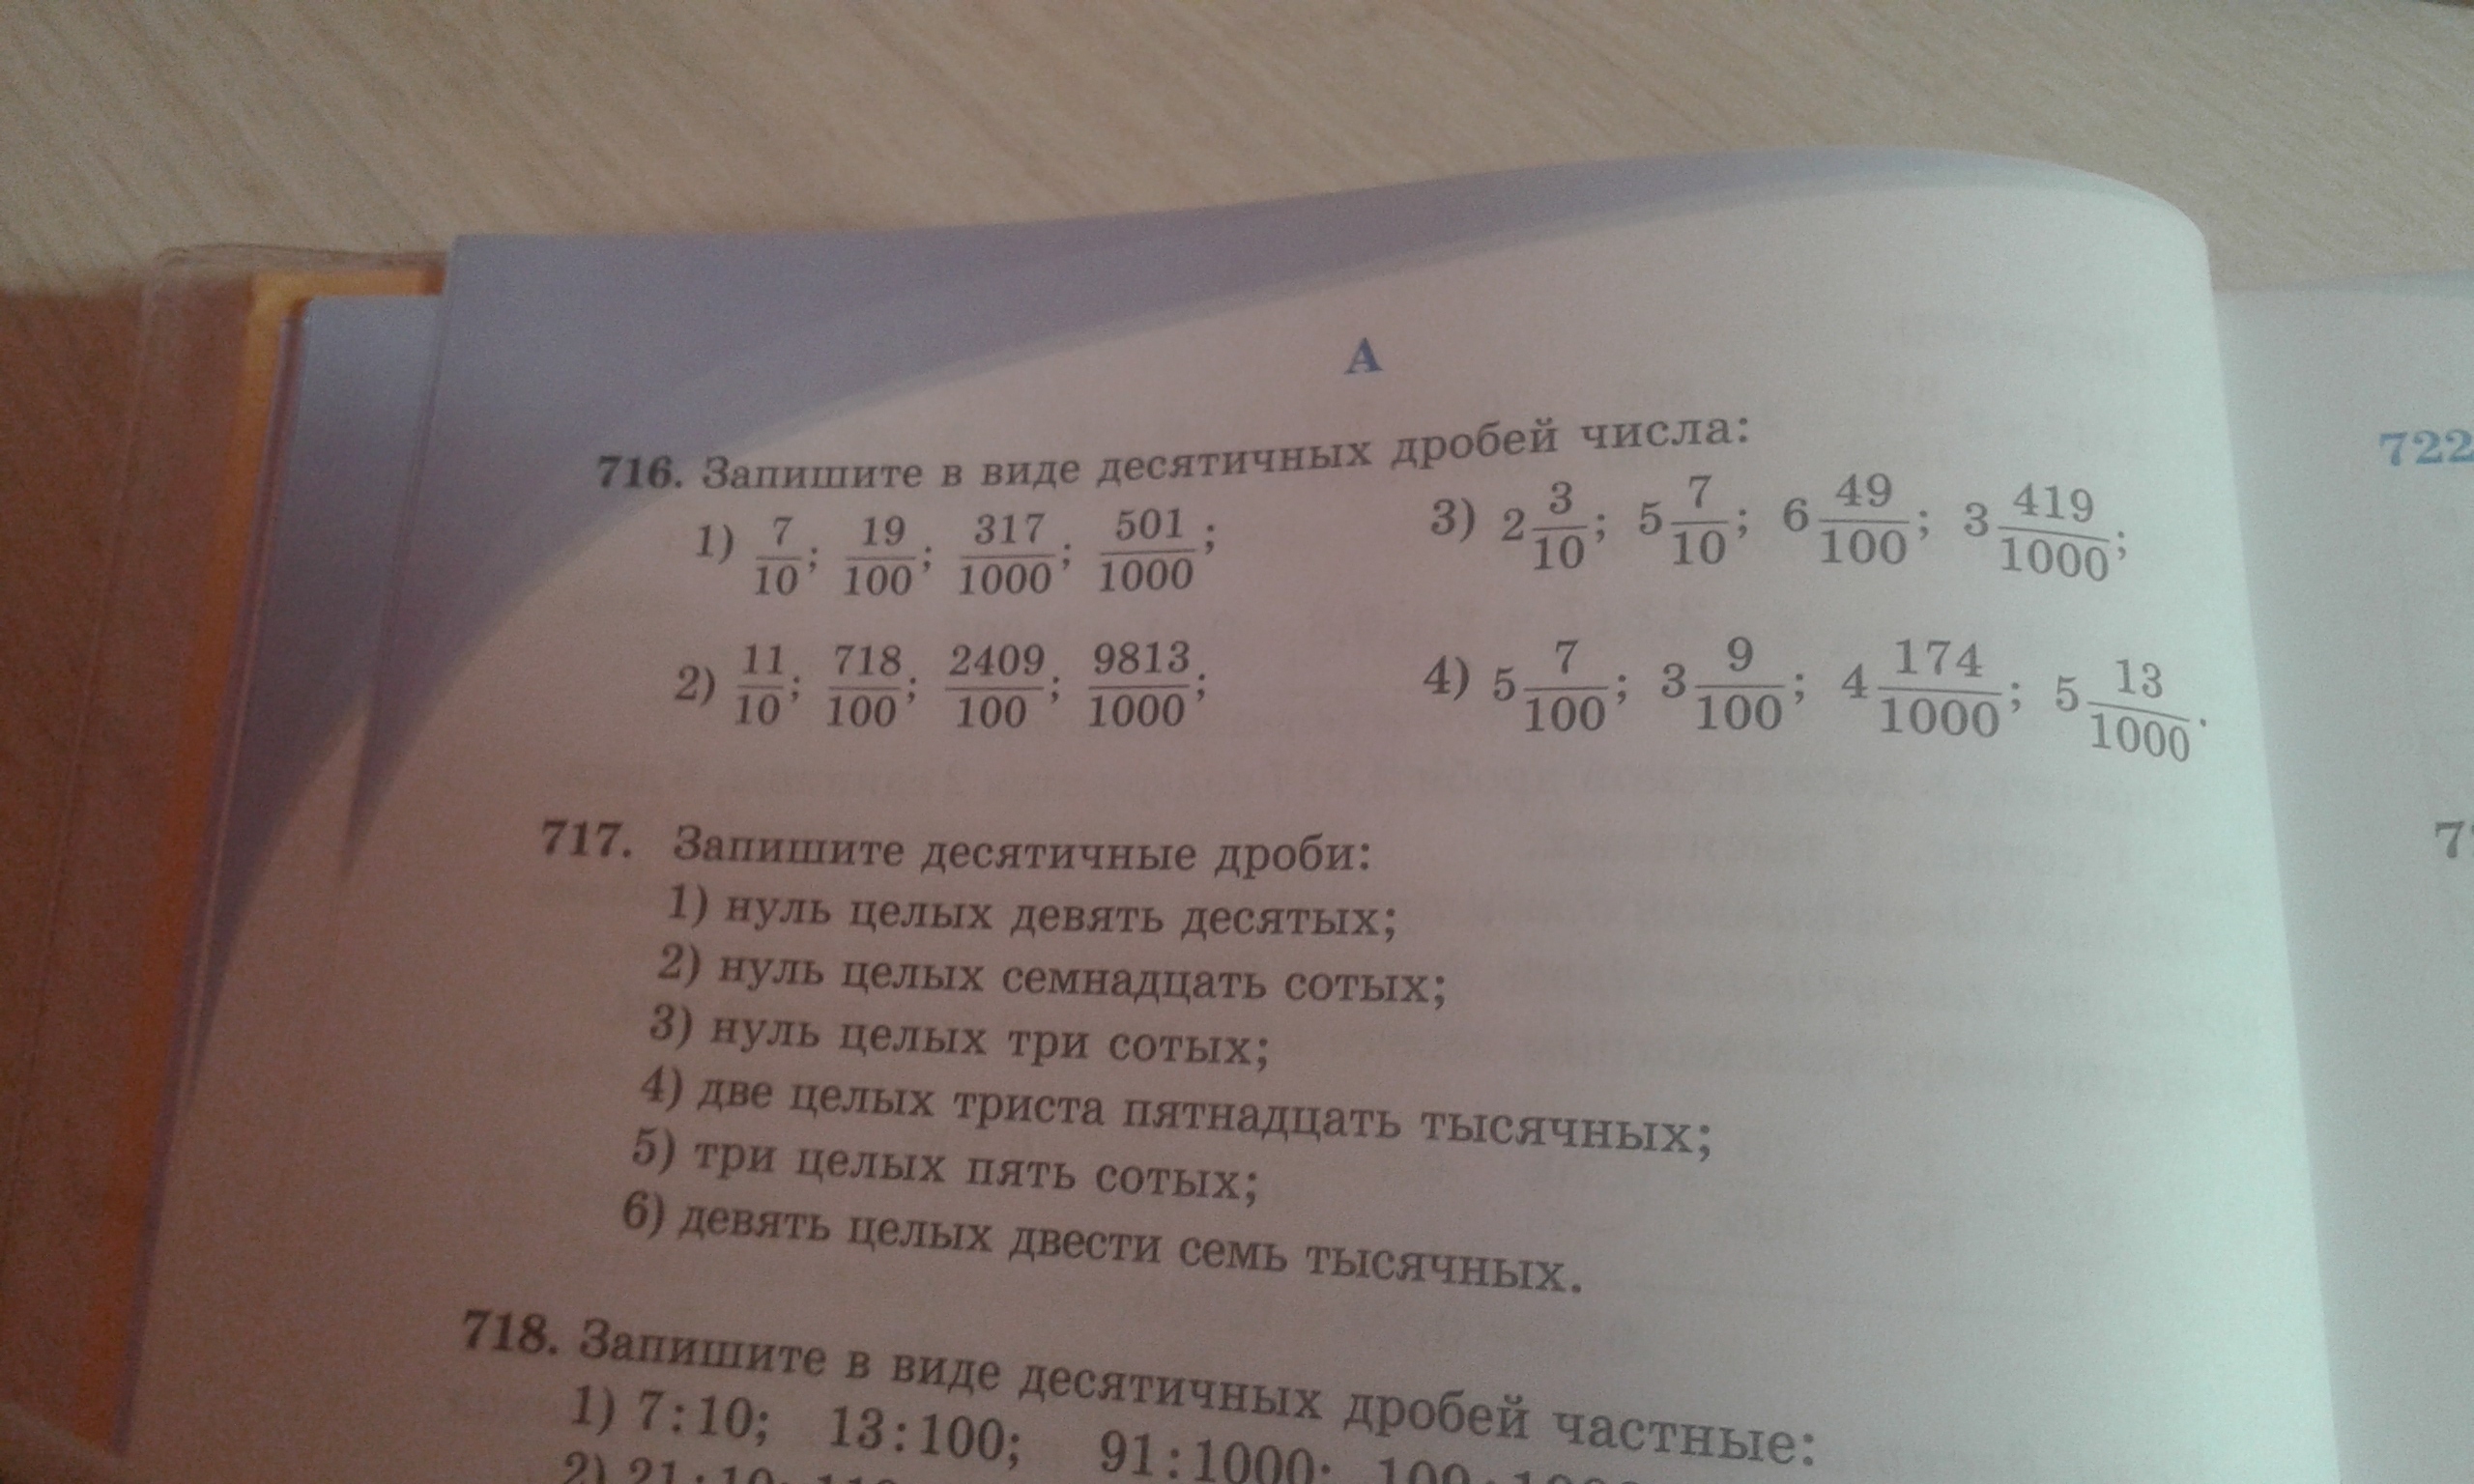 А
716. Запишите в виде десятичных дробей числа:
1) 7/10; 19/100; 317/1000; 501/1000;
3) 2 3/10; 5 7/10; 6 49/100; 3 419/1000;
2) 11/10; 718/100; 2409/100; 9813/1000;
4) 5 7/100; 3 9/100; 4 174/1000; 5 13/1000.
717. Запишите десятичные дроби:
1) нуль целых девять десятых;
2) нуль целых семнадцать сотых;
3) нуль целых три сотых;
4) две целых триста пятнадцать тысячных;
5) три целых пять сотых;
6) девять целых двести семь тысячных.
718. Запишите в виде десятичных дробей частные:
1) 7:10; 13:100; 91:1000;
2) 21:10;
722